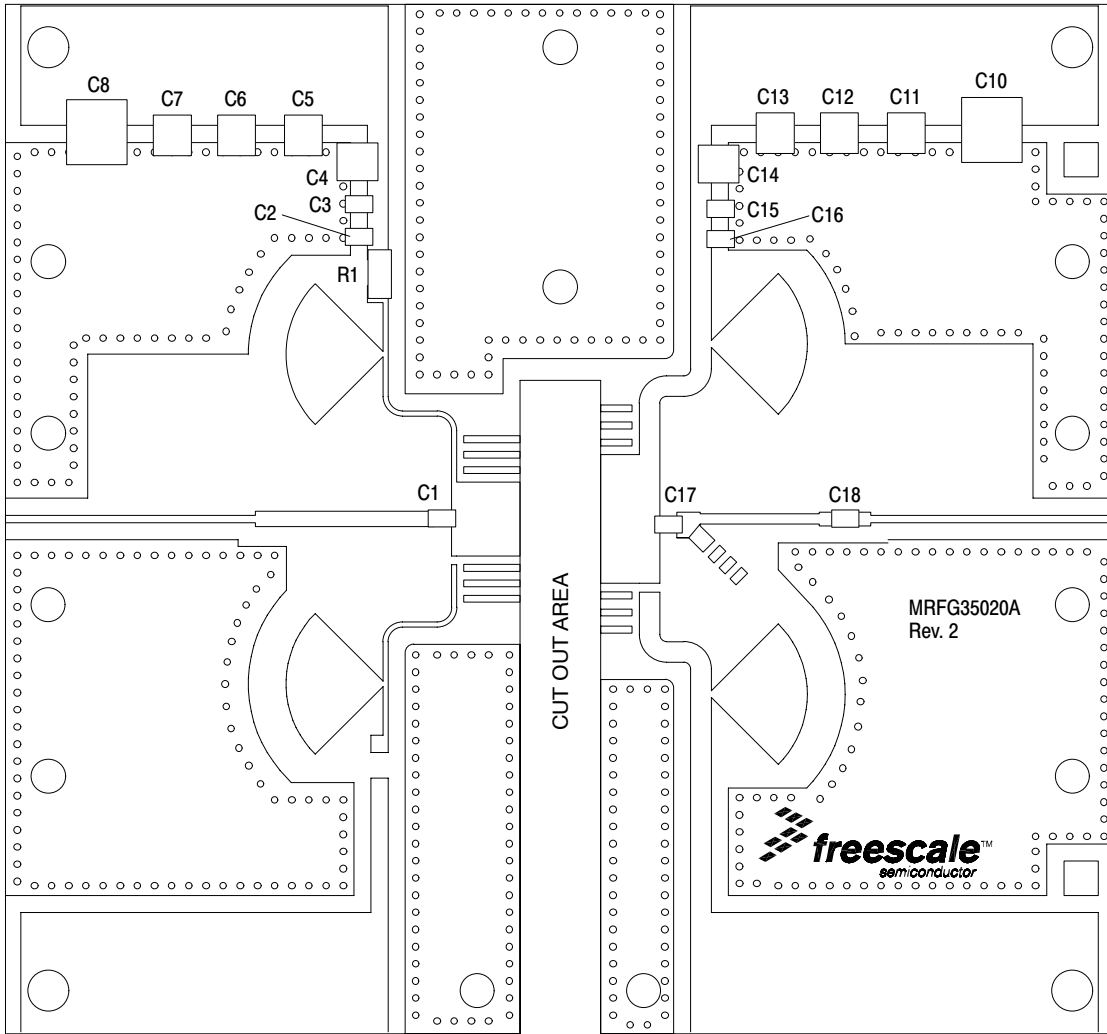 C8
C7
C6
C5
C4
C3
C2
R1
C13
C12
C11
C10
C14
C15
C16
C1
C17
C18
CUT OUT AREA
MRFG35020A
Rev. 2
freescale™
semiconductor